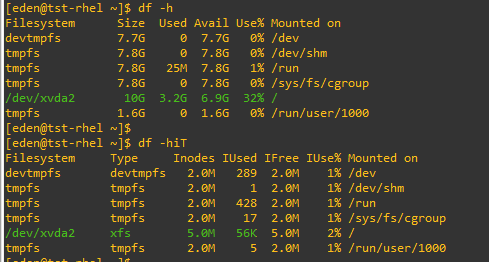 [eden@tst-rhel ~]$ df -h
Filesystem      Size  Used Avail Use% Mounted on
devtmpfs        7.7G     0  7.7G   0% /dev
tmpfs           7.8G     0  7.8G   0% /dev/shm
tmpfs           7.8G   25M  7.8G   1% /run
tmpfs           7.8G     0  7.8G   0% /sys/fs/cgroup
/dev/xvda2       10G  3.2G  6.9G  32% /
tmpfs           1.6G     0  1.6G   0% /run/user/1000
[eden@tst-rhel ~]$
[eden@tst-rhel ~]$ df -hiT
Filesystem     Type     Inodes IUsed IFree IUse% Mounted on
devtmpfs       devtmpfs   2.0M   289  2.0M    1% /dev
tmpfs          tmpfs      2.0M     1  2.0M    1% /dev/shm
tmpfs          tmpfs      2.0M   428  2.0M    1% /run
tmpfs          tmpfs      2.0M    17  2.0M    1% /sys/fs/cgroup
/dev/xvda2     xfs        5.0M   56K  5.0M    2% /
tmpfs          tmpfs      2.0M     5  2.0M    1% /run/user/1000
[eden@tst-rhel ~]$